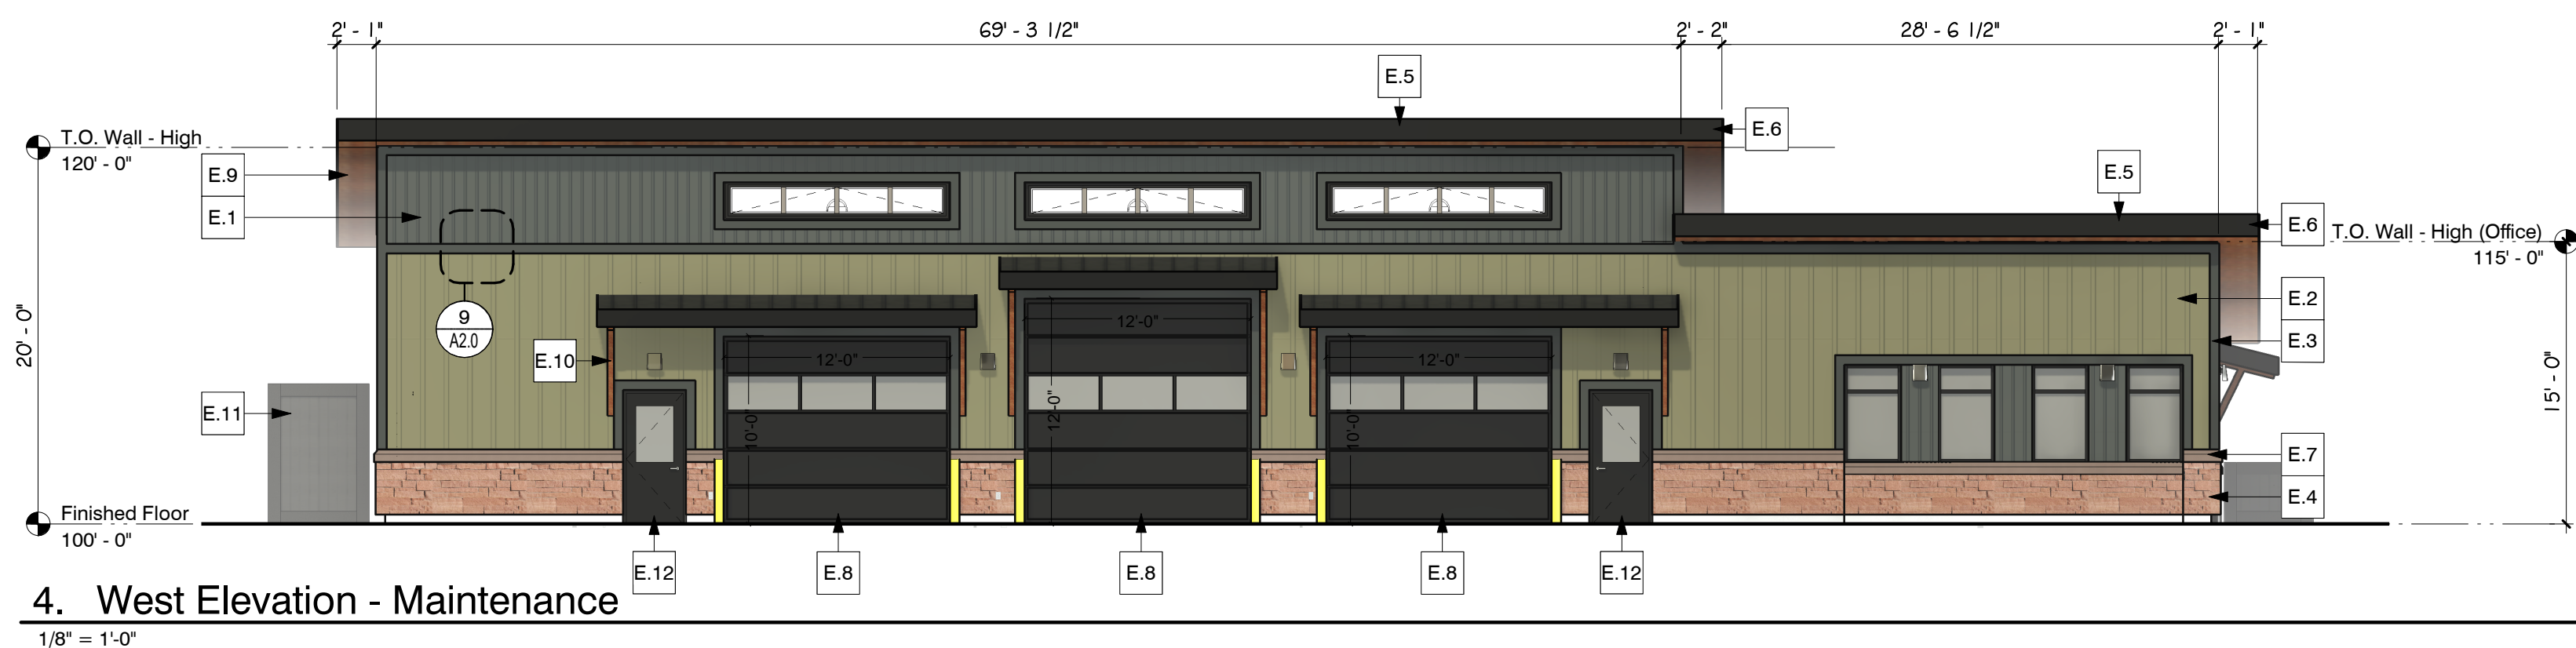 2' - 1"
69' - 3 1/2"
2' - 2"
28' - 6 1/2"
2' - 1"
E.5
E.6
T.O. Wall - High
120' - 0"
E.9
E.1
E.5
E.6
T.O. Wall - High (Office)
115' - 0"
E.2
E.3
9
A2.0
20' - 0"
15' - 0"
E.10
12'-0"
12'-0"
12'-0"
10'-0"
12'-0"
10'-0"
E.11
E.7
E.4
Finished Floor
100' - 0"
E.12
E.8
E.8
E.8
E.12
4. West Elevation - Maintenance
1/8" = 1'-0"